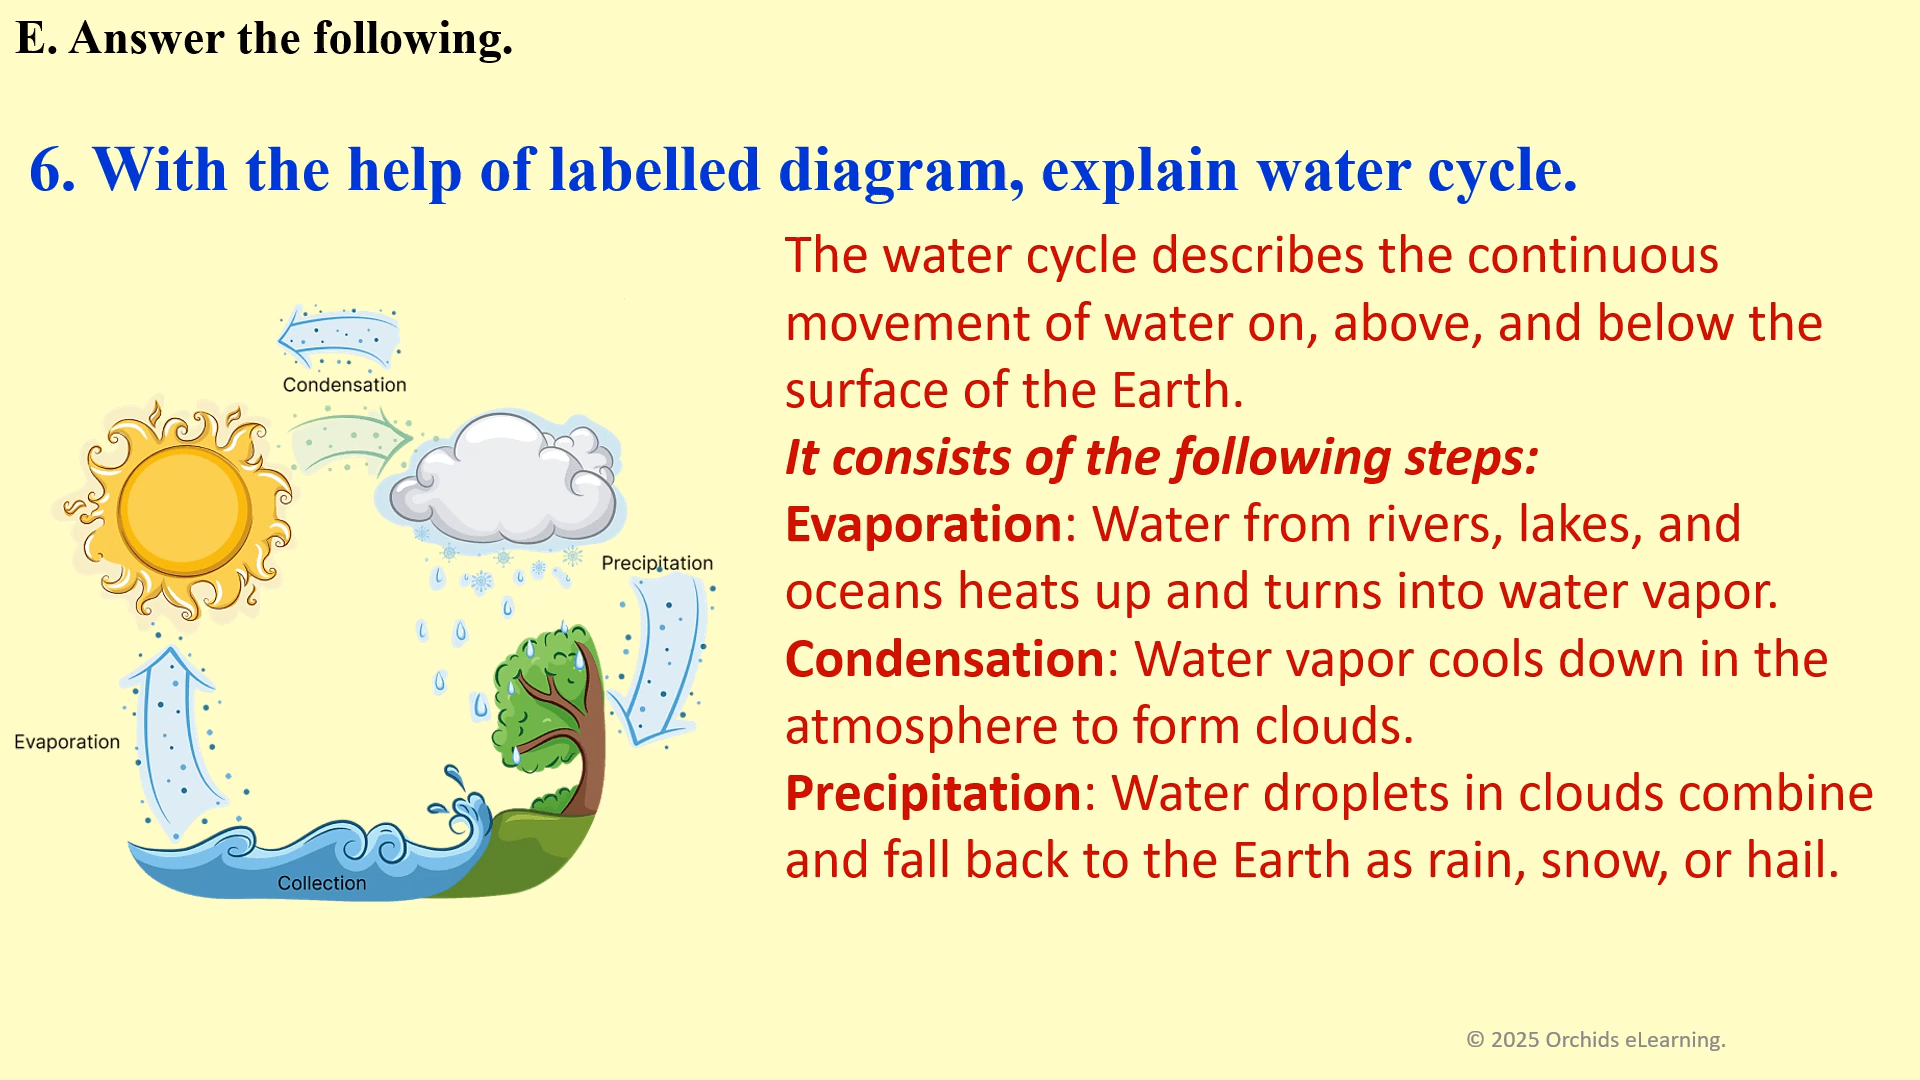 E. Answer the following.
6. With the help of labelled diagram, explain water cycle.
The water cycle describes the continuous
movement of water on, above, and below the
surface of the Earth.
It consists of the following steps:
Evaporation: Water from rivers, lakes, and
oceans heats up and turns into water vapor.
Condensation: Water vapor cools down in the
atmosphere to form clouds.
Precipitation: Water droplets in clouds combine
and fall back to the Earth as rain, snow, or hail.
Condensation
Precipitation
Evaporation
Collection
© 2025 Orchids eLearning.